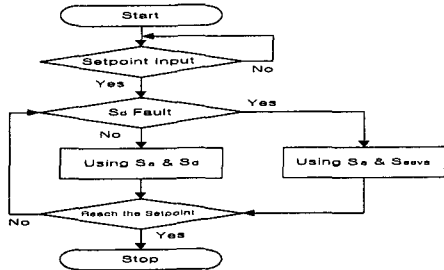 Start
Setpoint Input
No
Yes
Sd Fault
Yes
No
Using Sa & Sd
Using Sa &
Reach the Setpoint
No
Yes
Stop